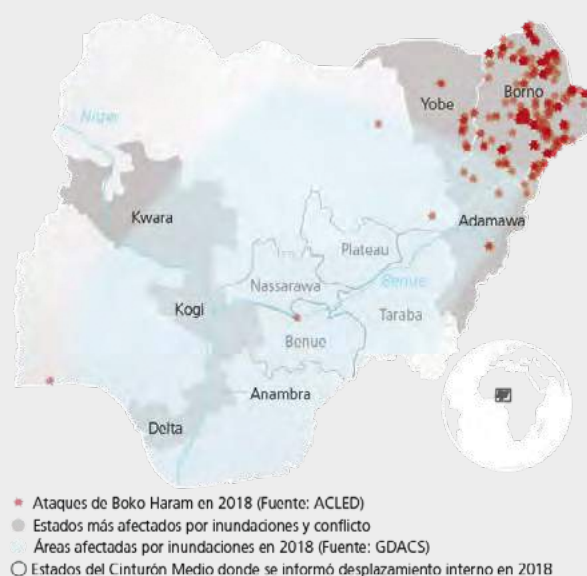 Borno
Yobe
Níger
Kwara
Adamawa
Plateau
Nassarawa
Benue
Kogi
Taraba
Benue
Anambra
Delta
Ataques de Boko Haram en 2018 (Fuente: ACLED)
Estados más afectados por inundaciones y conflicto
Áreas afectadas por inundaciones en 2018 (Fuente: GDACS)
Estados del Cinturón Medio donde se informó desplazamiento interno en 2018